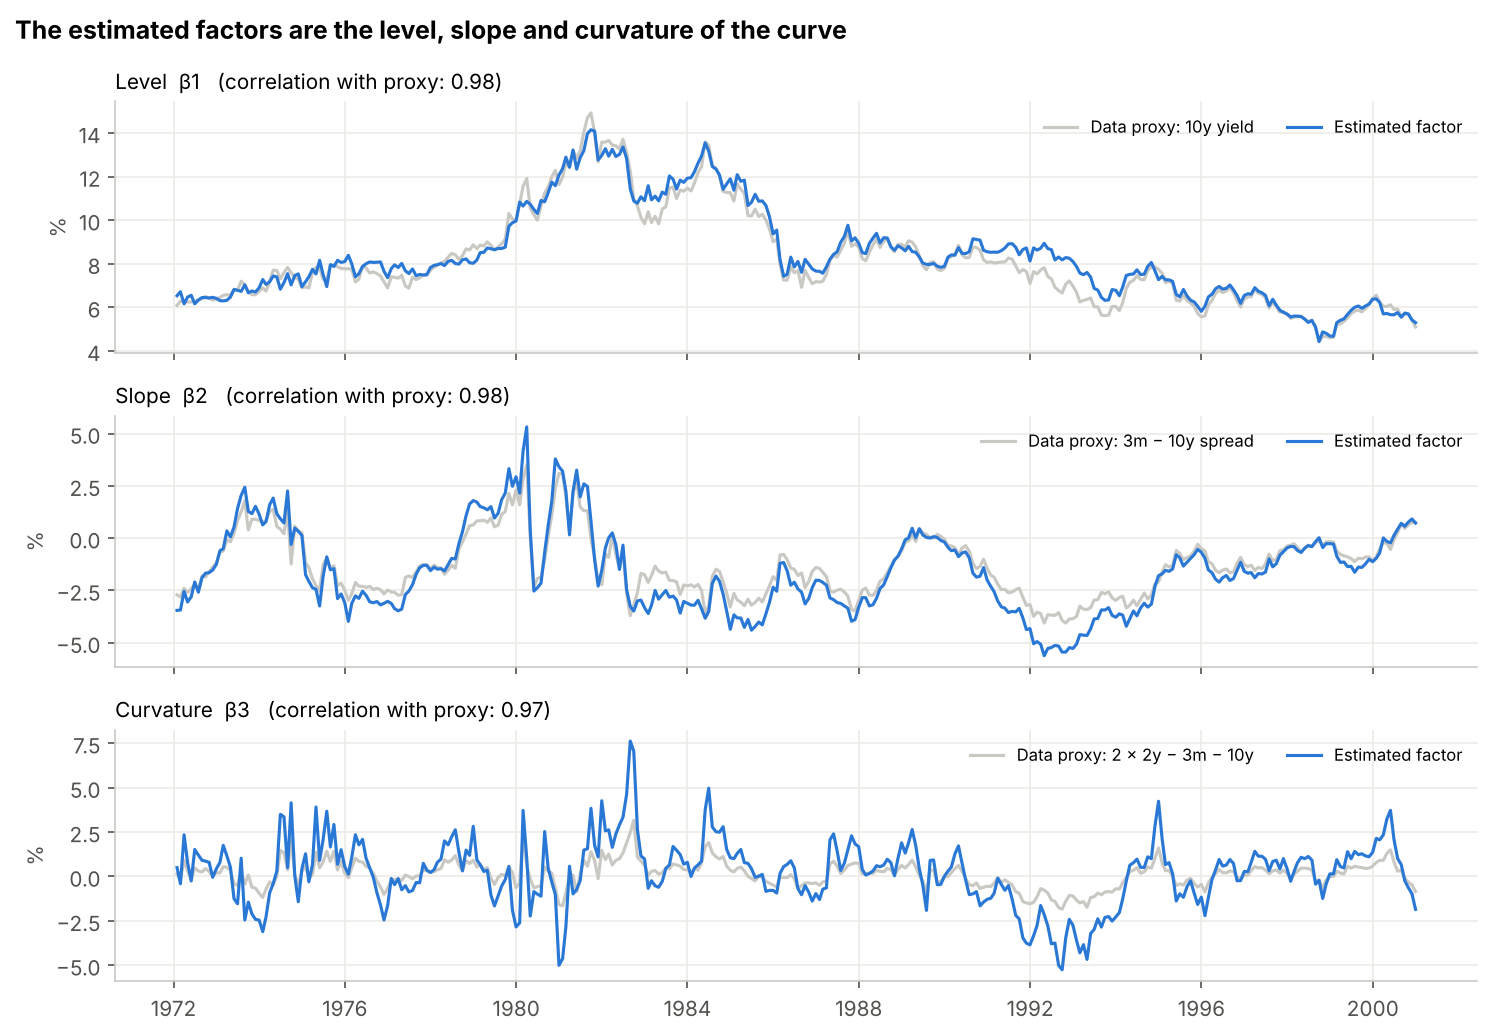 The estimated factors are the level, slope and curvature of the curve
Level β1 (correlation with proxy: 0.98)
Data proxy: 10y yield
Estimated factor
%
14
12
10
8
6
4
Slope β2 (correlation with proxy: 0.98)
Data proxy: 3m − 10y spread
Estimated factor
%
5.0
2.5
0.0
−2.5
−5.0
Curvature β3 (correlation with proxy: 0.97)
Data proxy: 2 × 2y − 3m − 10y
Estimated factor
%
7.5
5.0
2.5
0.0
−2.5
−5.0
1972 1976 1980 1984 1988 1992 1996 2000